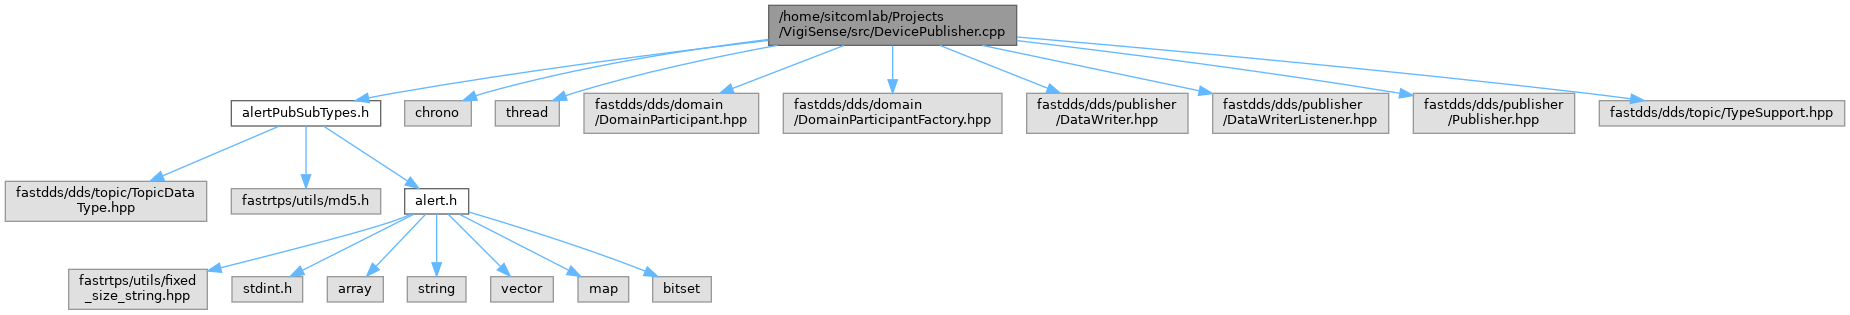 /home/sitcomlab/Projects
/VigiSense/src/DevicePublisher.cpp
alertPubSubTypes.h
chrono
thread
fastdds/dds/domain
/DomainParticipant.hpp
fastdds/dds/domain
/DomainParticipantFactory.hpp
fastdds/dds/publisher
/DataWriter.hpp
fastdds/dds/publisher
/DataWriterListener.hpp
fastdds/dds/publisher
/Publisher.hpp
fastdds/dds/topic/TypeSupport.hpp
fastdds/dds/topic/TopicData
Type.hpp
fastrtps/utils/md5.h
alert.h
fastrtps/utils/fixed
_size_string.hpp
stdint.h
array
string
vector
map
bitset